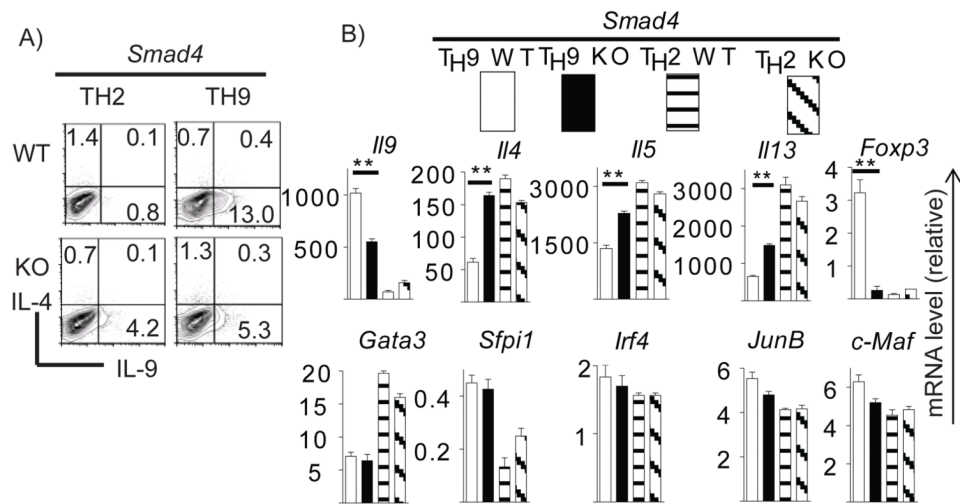 A)
Smad4
TH2 TH9
WT
1.4 0.1 0.7 0.4
0.8 13.0
KO
0.7 0.1 1.3 0.3
4.2 5.3
IL-4
IL-9
B)
Smad4
TH9 WT TH9 KO TH2 WT TH2 KO
Il9 Il4 Il5 Il13 Foxp3
** ** ** ** **
1000
500
200
150
100
50
3000
1500
3000
2000
1000
4
3
2
1
0
Gata3 Sfpi1 Irf4 JunB c-Maf
20
15
10
5
0.4
0.2
2
1
6
4
2
6
4
2
mRNA level (relative)